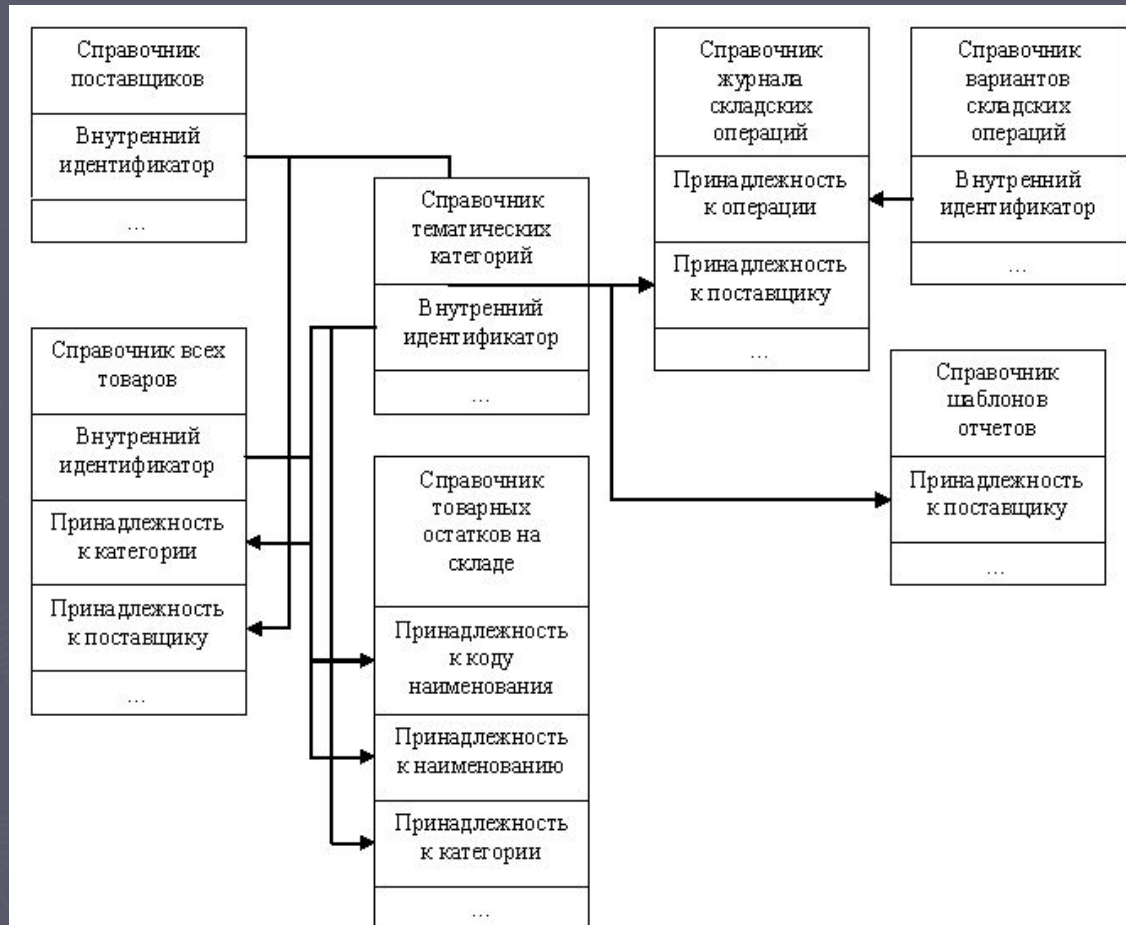 Справочник
поставщиков
Внутренний
идентификатор
...
Справочник всех
товаров
Внутренний
идентификатор
Принадлежность
к категории
Принадлежность
к поставщику
...
Справочник
тематических
категорий
Внутренний
идентификатор
...
Справочник
товарных
остатков на
складе
Принадлежность
к коду
наименования
Принадлежность
к наименованию
Принадлежность
к категории
...
Справочник
журнала
складских
операций
Принадлежность
к операции
Принадлежность
к поставщику
...
Справочник
вариантов
складских
операций
Внутренний
идентификатор
...
Справочник
шаблонов
отчетов
Принадлежность
к поставщику
...